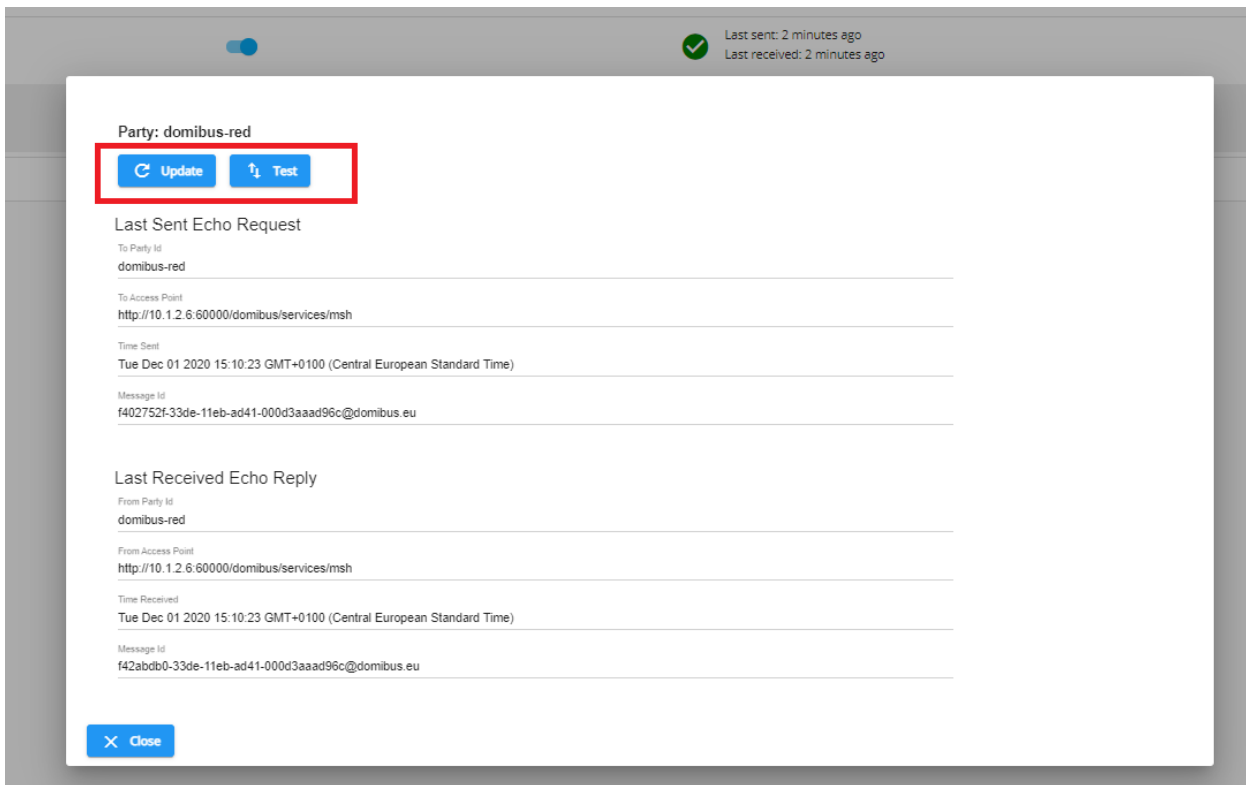 Last sent: 2 minutes ago
Last received: 2 minutes ago
Party: domibus-red
Update
Test
Last Sent Echo Request
To Party Id
domibus-red
To Access Point
http://10.1.2.6:60000/domibus/services/msh
Time Sent
Tue Dec 01 2020 15:10:23 GMT+0100 (Central European Standard Time)
Message Id
f402752f-33de-11eb-ad41-000d3aaad96c@domibus.eu
Last Received Echo Reply
From Party Id
domibus-red
From Access Point
http://10.1.2.6:60000/domibus/services/msh
Time Received
Tue Dec 01 2020 15:10:23 GMT+0100 (Central European Standard Time)
Message Id
f42abdb0-33de-11eb-ad41-000d3aaad96c@domibus.eu
Close